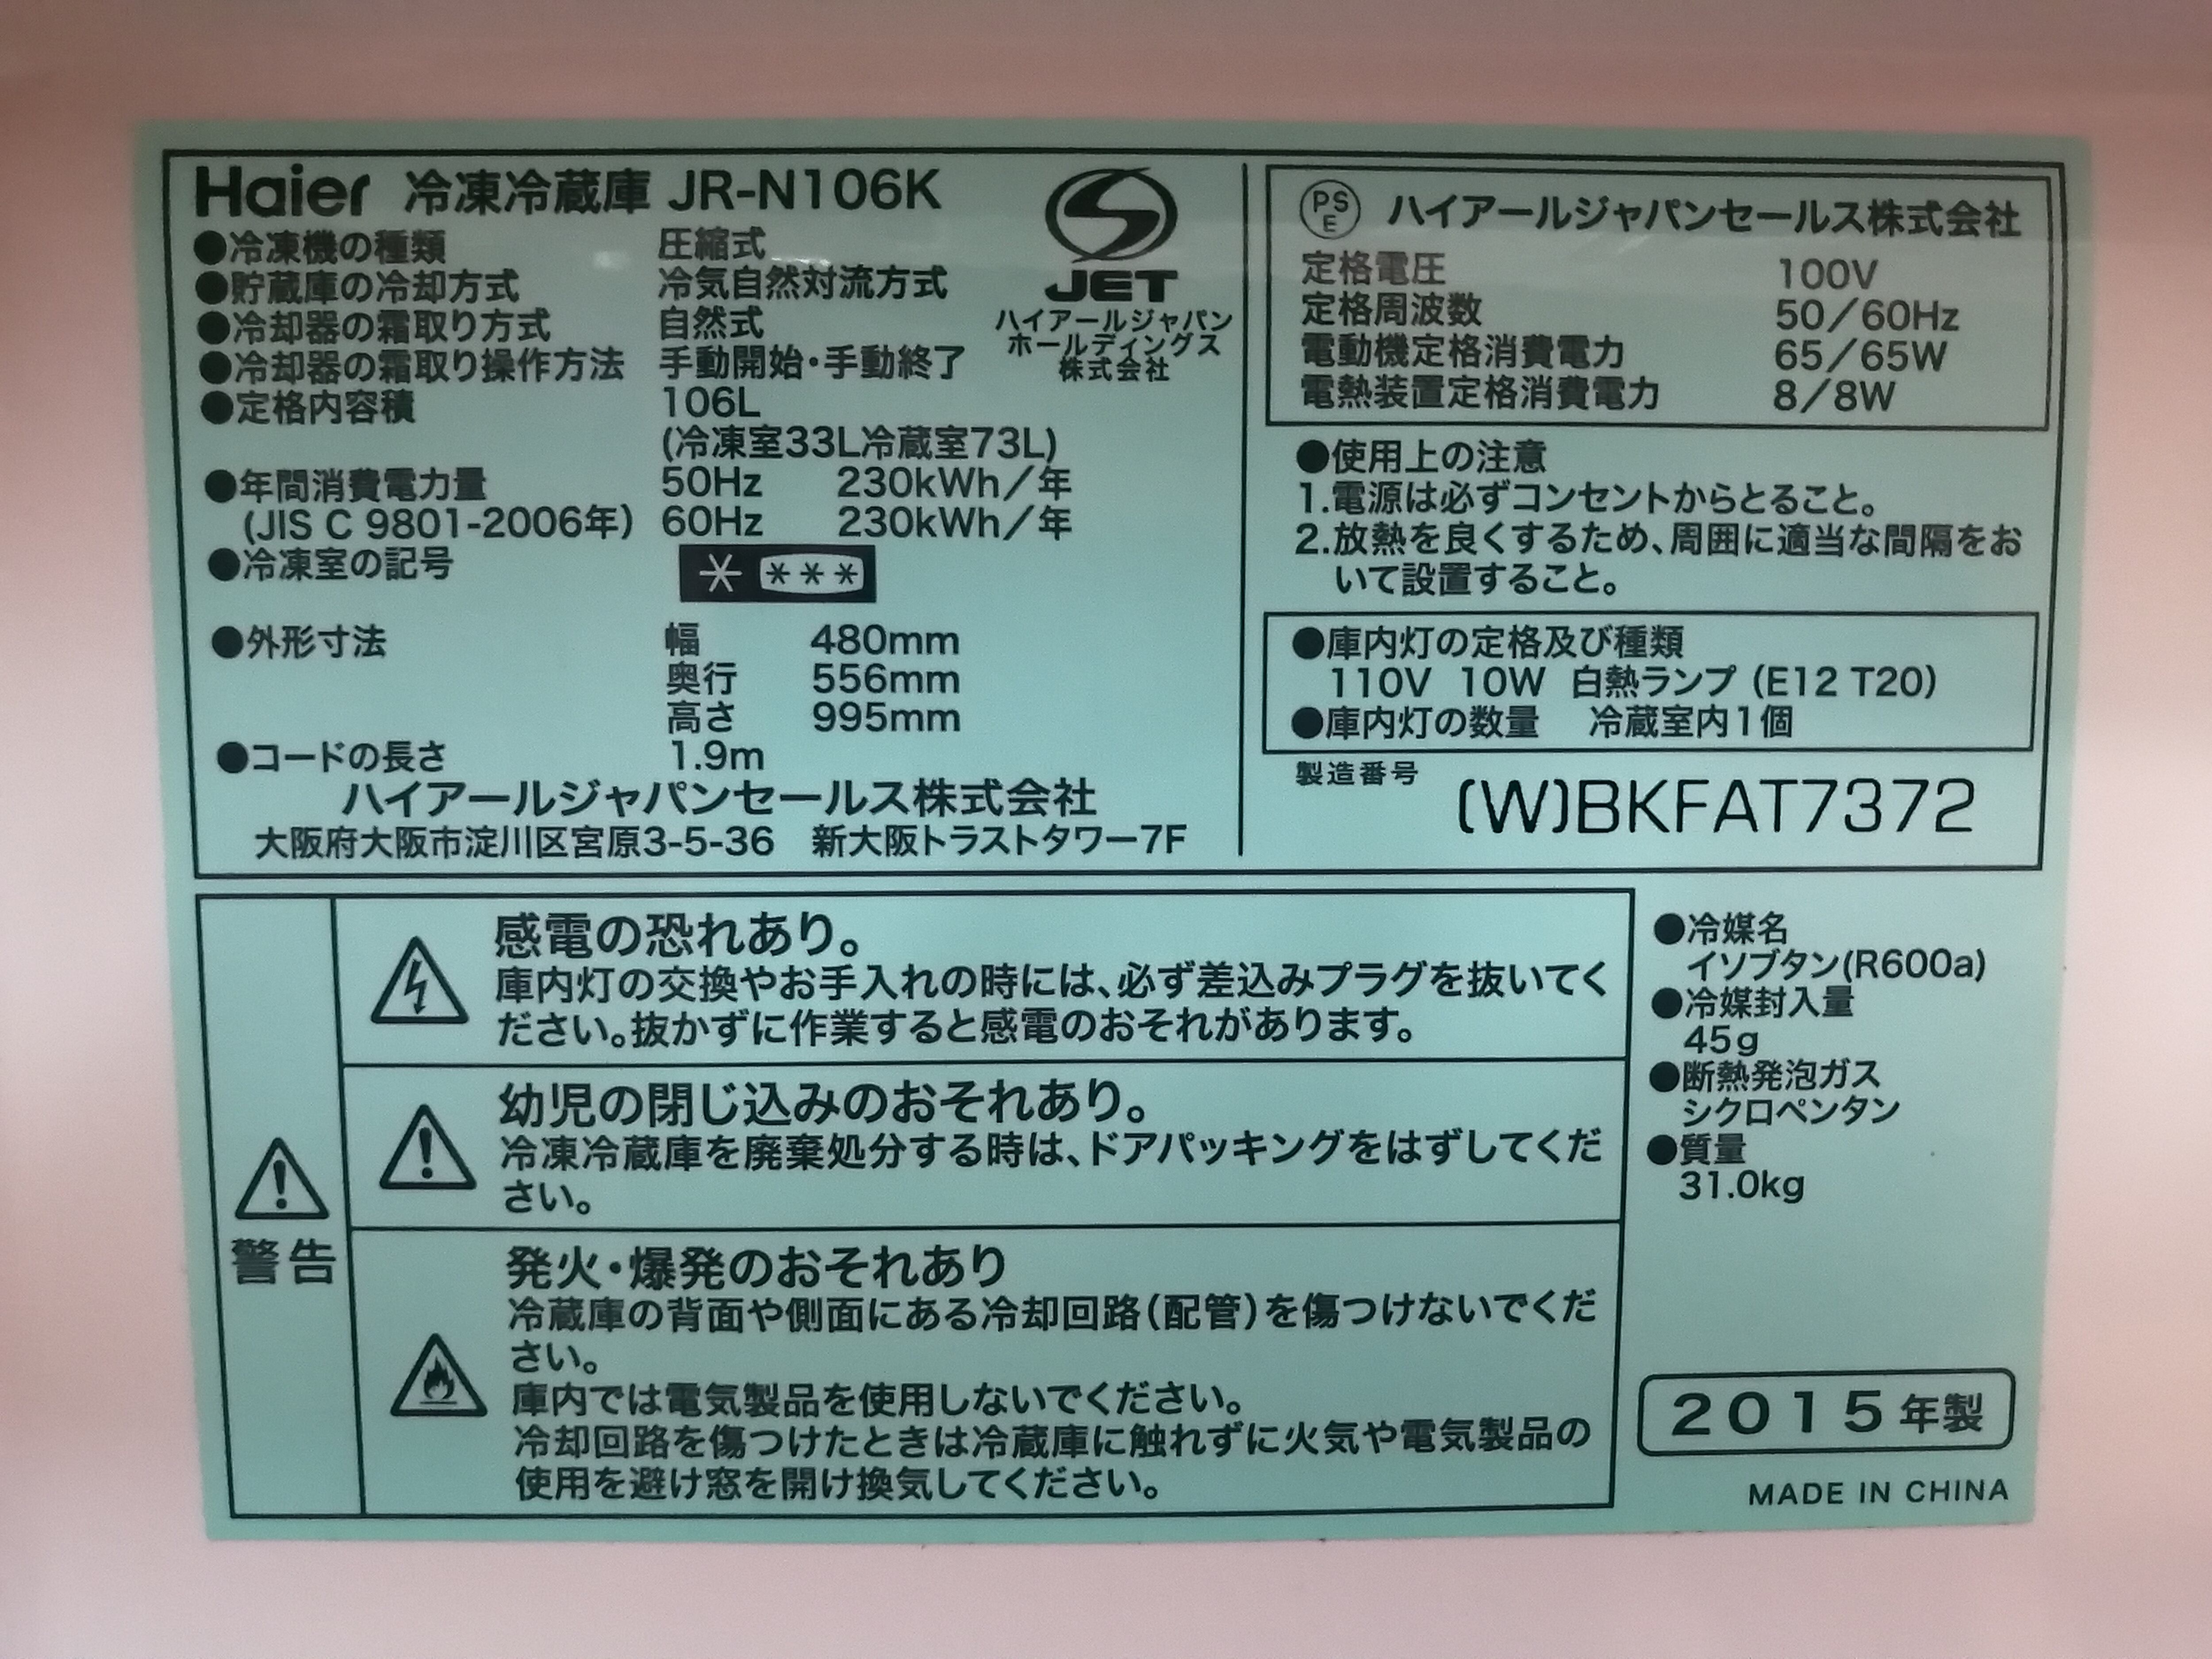 Haier 冷凍冷蔵庫 JR-N106K
●冷凍機の種類 圧縮式
●貯蔵庫の冷却方式 冷気自然対流方式
●冷却器の霜取り方式 自然式
●冷却器の霜取り操作方法 手動開始・手動終了
●定格内容積 106L
(冷凍室33L冷蔵室73L)
●年間消費電力量 50Hz 230kWh/年
(JIS C 9801-2006年) 60Hz 230kWh/年
●冷凍室の記号 * ***
●外形寸法 幅 480mm
奥行 556mm
高さ 995mm
●コードの長さ 1.9m
ハイアールジャパンセールス株式会社
大阪府大阪市淀川区宮原3-5-36 新大阪トラストタワー7F
S
JET
ハイアールジャパン
ホールディングス
株式会社
PSE ハイアールジャパンセールス株式会社
定格電圧 100V
定格周波数 50/60Hz
電動機定格消費電力 65/65W
電熱装置定格消費電力 8/8W
●使用上の注意
1.電源は必ずコンセントからとること。
2.放熱を良くするため、周囲に適当な間隔をお
いて設置すること。
●庫内灯の定格及び種類
110V 10W 白熱ランプ (E12 T20)
●庫内灯の数量 冷蔵室内1個
製造番号 (W)BKFAT7372
警告
感電の恐れあり。
庫内灯の交換やお手入れの時には、必ず差込みプラグを抜いてく
ださい。抜かずに作業すると感電のおそれがあります。
幼児の閉じ込みのおそれあり。
冷凍冷蔵庫を廃棄処分する時は、ドアパッキングをはずしてくだ
さい。
発火・爆発のおそれあり
冷蔵庫の背面や側面にある冷却回路(配管)を傷つけないでくだ
さい。
庫内では電気製品を使用しないでください。
冷却回路を傷つけたときは冷蔵庫に触れずに火気や電気製品の
使用を避け窓を開け換気してください。
●冷媒名
イソブタン(R600a)
●冷媒封入量
45g
●断熱発泡ガス
シクロペンタン
●質量
31.0kg
2015年製
MADE IN CHINA